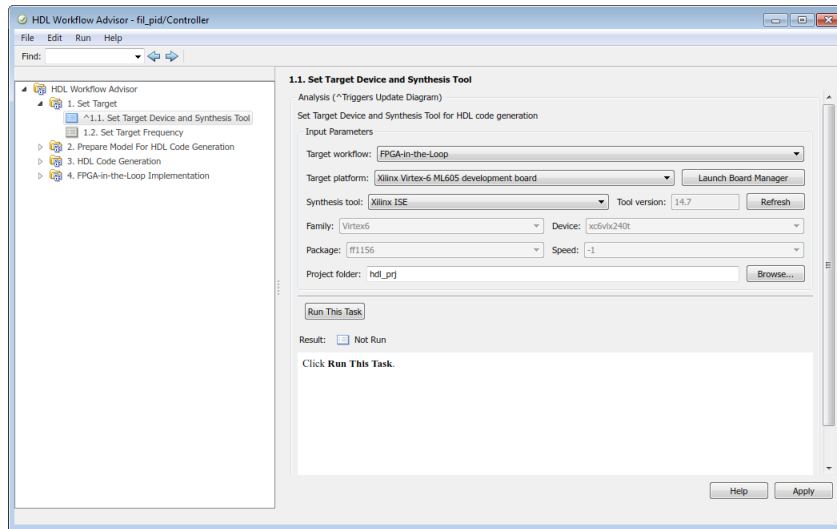 HDL Workflow Advisor - fil_pid/Controller
File Edit Run Help
Find:
HDL Workflow Advisor
1. Set Target
^1.1. Set Target Device and Synthesis Tool
1.2. Set Target Frequency
2. Prepare Model For HDL Code Generation
3. HDL Code Generation
4. FPGA-in-the-Loop Implementation
1.1. Set Target Device and Synthesis Tool
Analysis (^Triggers Update Diagram)
Set Target Device and Synthesis Tool for HDL code generation
Input Parameters
Target workflow: FPGA-in-the-Loop
Target platform: Xilinx Virtex-6 ML605 development board Launch Board Manager
Synthesis tool: Xilinx ISE Tool version: 14.7 Refresh
Family: Virtex6 Device: xc6vlx240t
Package: ff1156 Speed: -1
Project folder: hdl_prj Browse...
Run This Task
Result: Not Run
Click Run This Task.
Help Apply